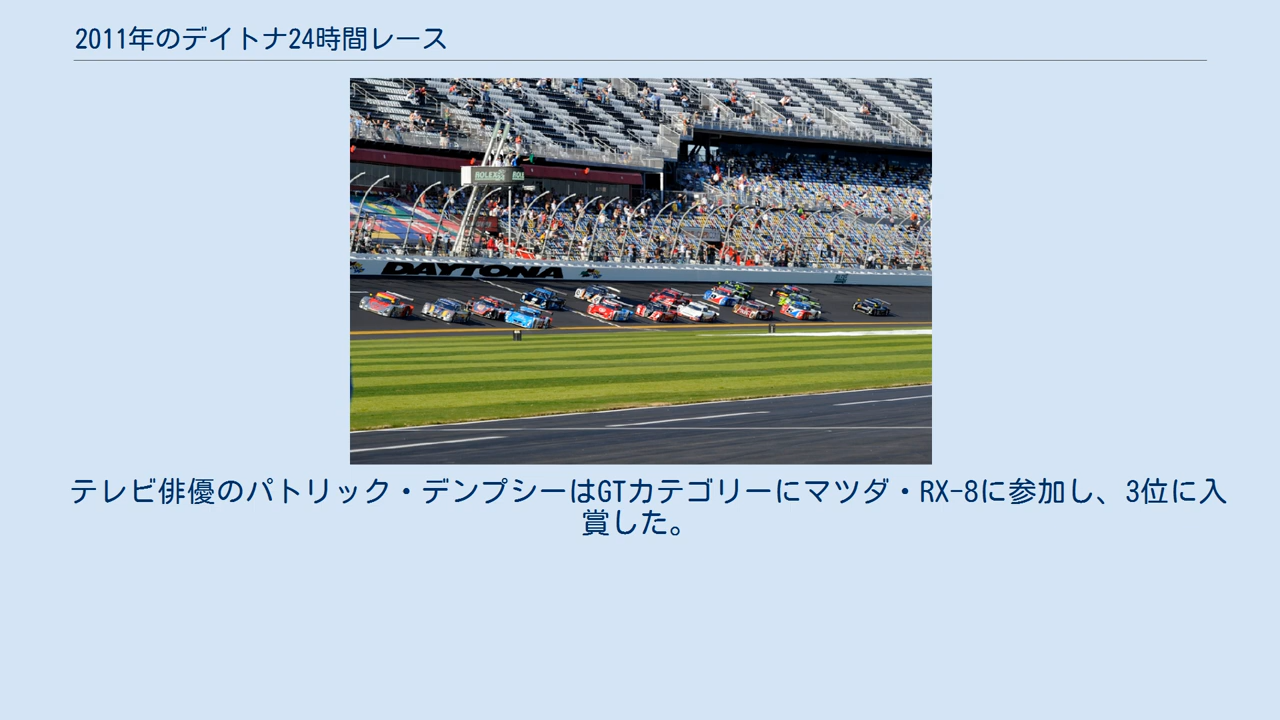 2011年のデイトナ24時間レース
ROLEX
DAYTONA
テレビ俳優のパトリック・デンプシーはGTカテゴリーにマツダ・RX-8に参加し、3位に入
賞した。